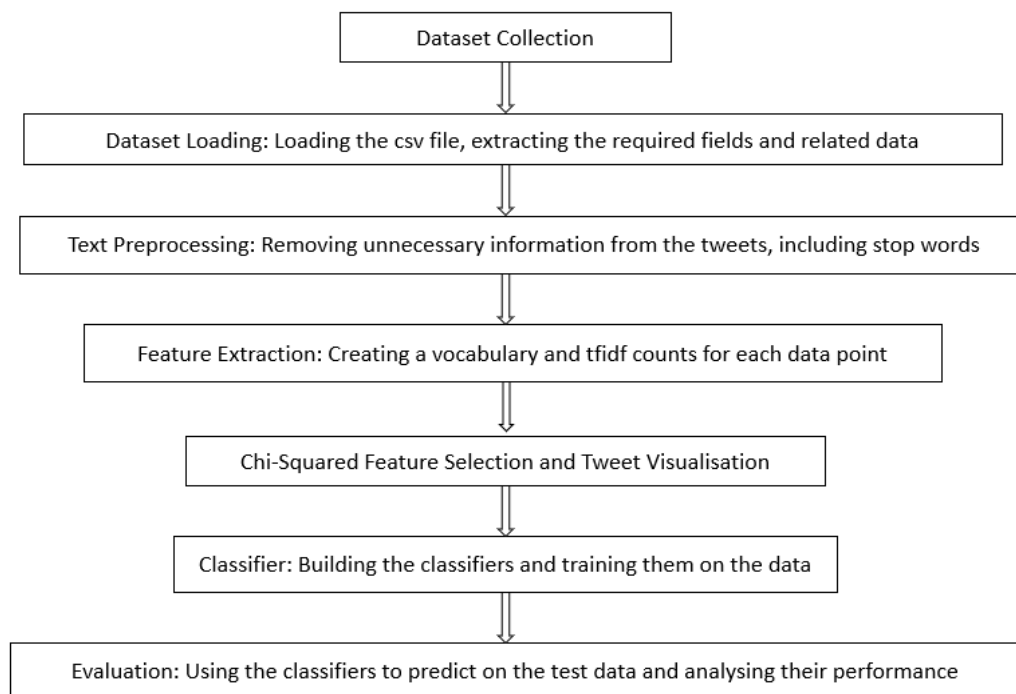 Dataset Collection
Dataset Loading: Loading the csv file, extracting the required fields and related data
Text Preprocessing: Removing unnecessary information from the tweets, including stop words
Feature Extraction: Creating a vocabulary and tfidf counts for each data point
Chi-Squared Feature Selection and Tweet Visualisation
Classifier: Building the classifiers and training them on the data
Evaluation: Using the classifiers to predict on the test data and analysing their performance